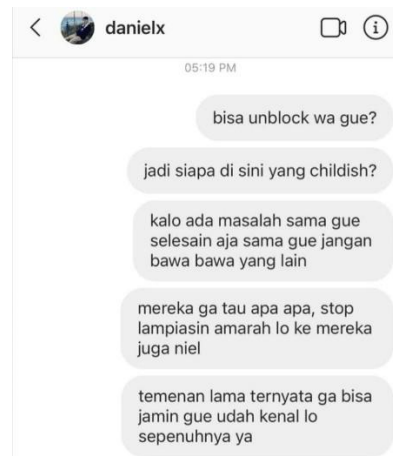 danielx
05:19 PM
bisa unblock wa gue?
jadi siapa di sini yang childish?
kalo ada masalah sama gue
selesain aja sama gue jangan
bawa bawa yang lain
mereka ga tau apa apa, stop
lampiasin amarah lo ke mereka
juga niel
temenan lama ternyata ga bisa
jamin gue udah kenal lo
sepenuhnya ya